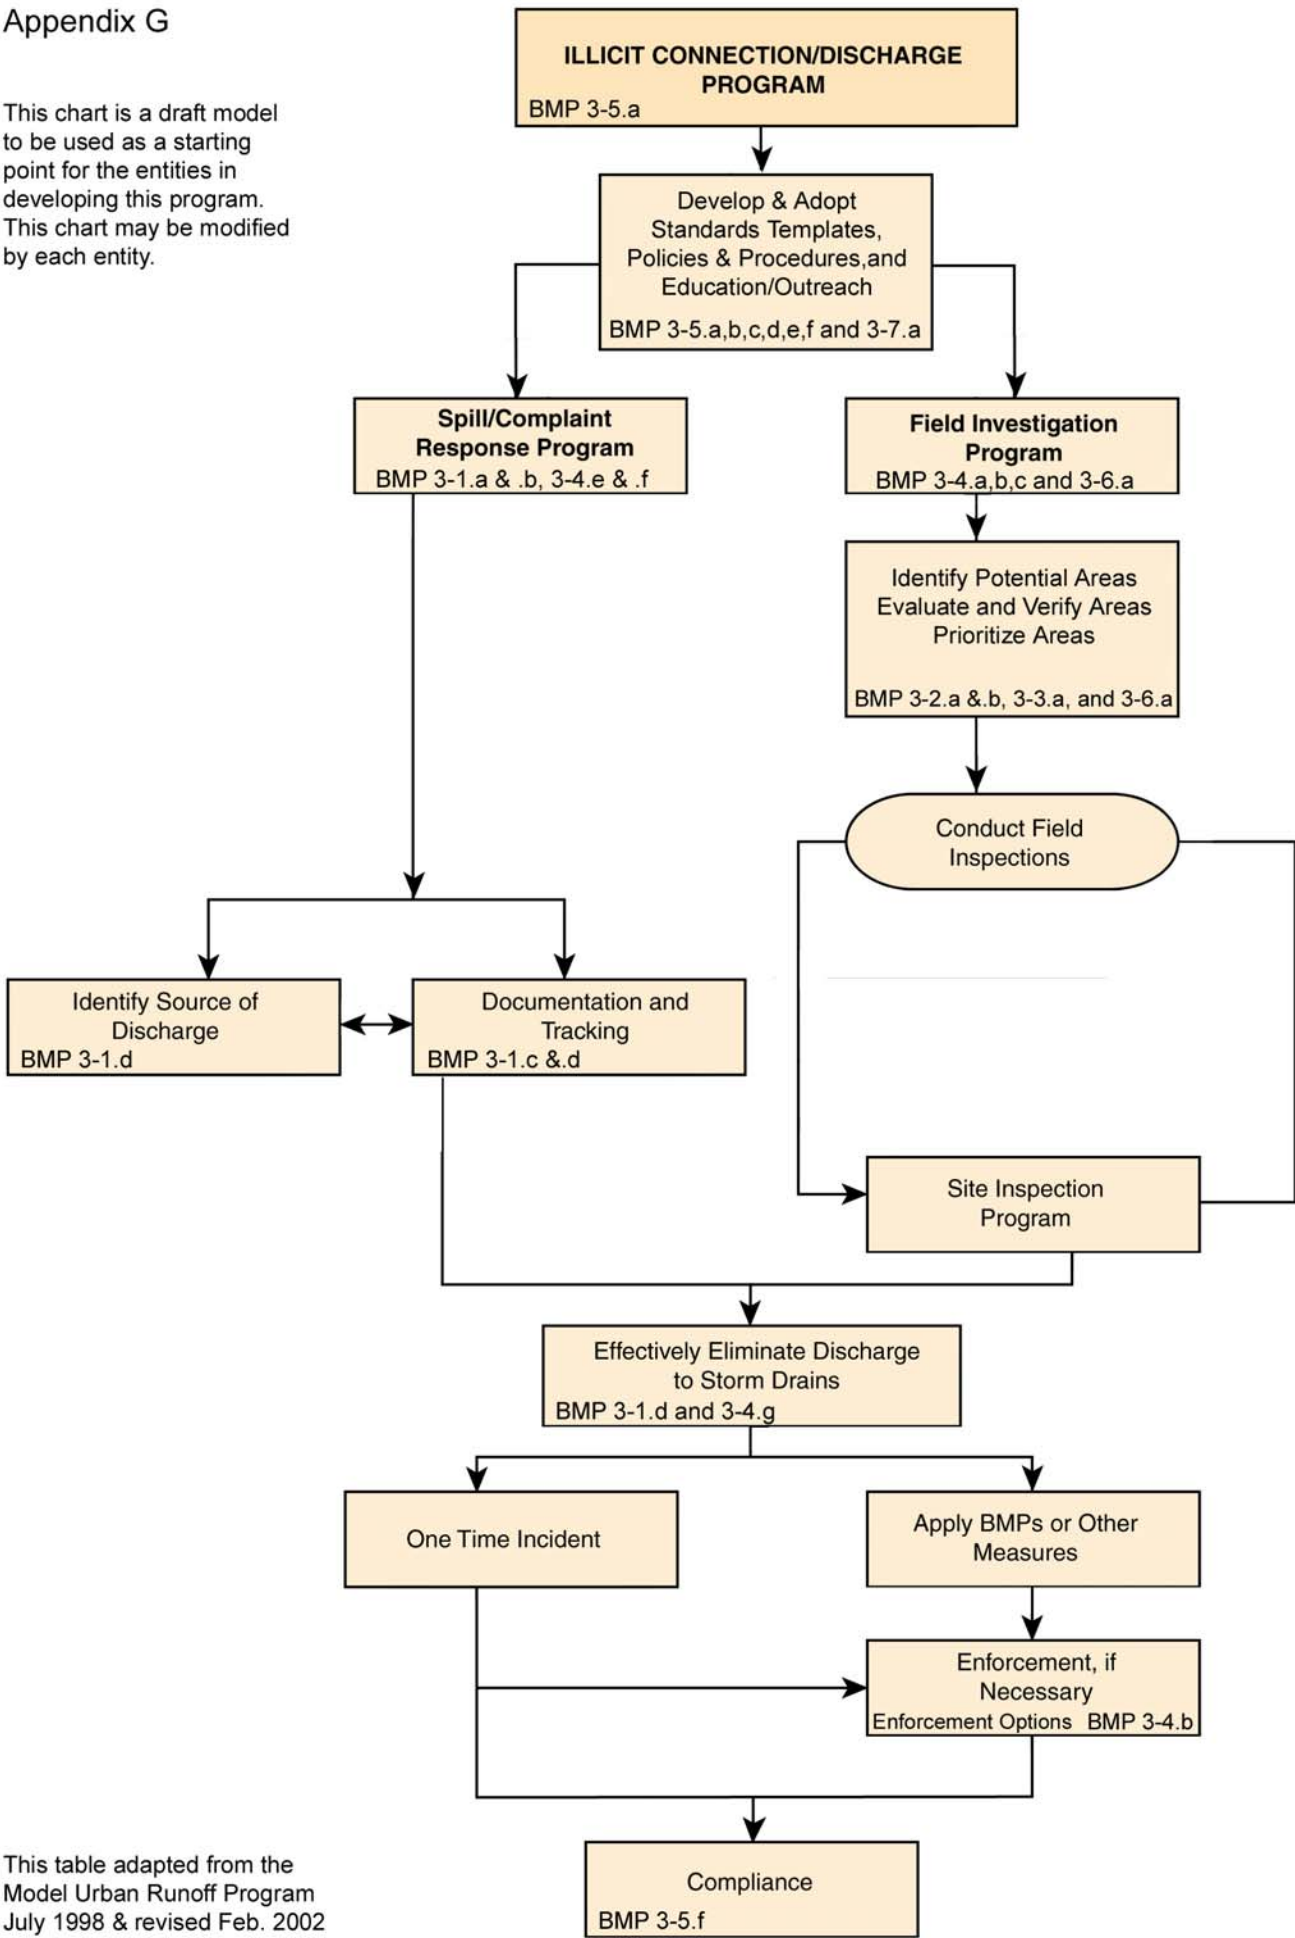 Appendix G
This chart is a draft model
to be used as a starting
point for the entities in
developing this program.
This chart may be modified
by each entity.
ILLICIT CONNECTION/DISCHARGE
PROGRAM
BMP 3-5.a
Develop & Adopt
Standards Templates,
Policies & Procedures,and
Education/Outreach
BMP 3-5.a,b,c,d,e,f and 3-7.a
Spill/Complaint
Response Program
BMP 3-1.a & .b, 3-4.e & .f
Field Investigation
Program
BMP 3-4.a,b,c and 3-6.a
Identify Potential Areas
Evaluate and Verify Areas
Prioritize Areas
BMP 3-2.a &.b, 3-3.a, and 3-6.a
Conduct Field
Inspections
Identify Source of
Discharge
BMP 3-1.d
Documentation and
Tracking
BMP 3-1.c &.d
Site Inspection
Program
Effectively Eliminate Discharge
to Storm Drains
BMP 3-1.d and 3-4.g
One Time Incident
Apply BMPs or Other
Measures
Enforcement, if
Necessary
Enforcement Options BMP 3-4.b
Compliance
BMP 3-5.f
This table adapted from the
Model Urban Runoff Program
July 1998 & revised Feb. 2002